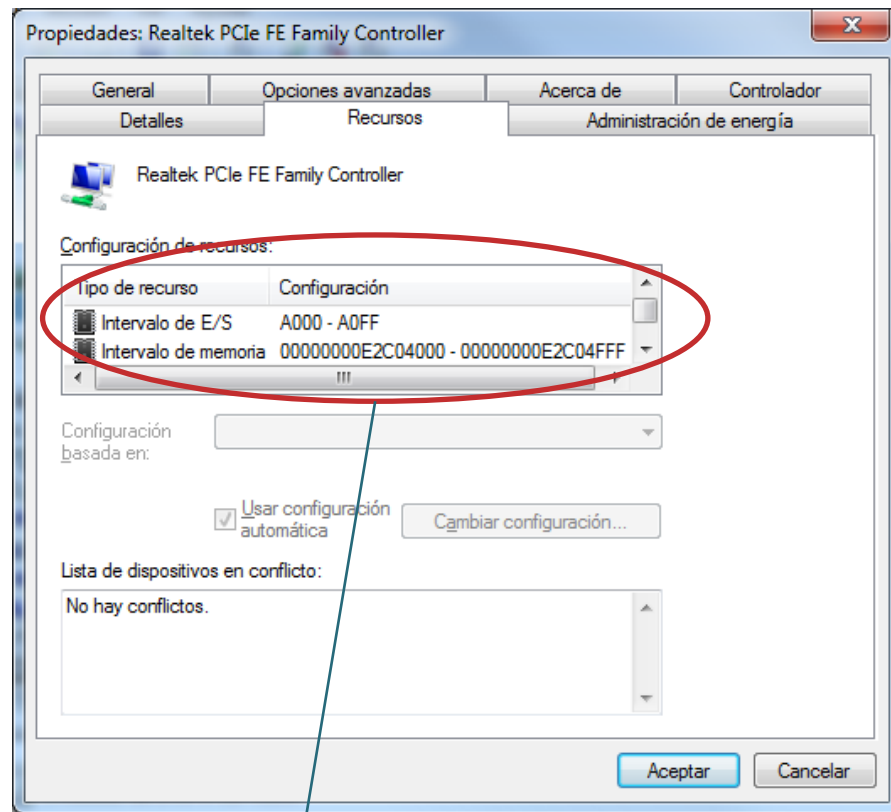 Propiedades: Realtek PCIe FE Family Controller
General Opciones avanzadas Acerca de Controlador
Detalles Recursos Administración de energía
Realtek PCIe FE Family Controller
Configuración de recursos:
Tipo de recurso Configuración
Intervalo de E/S A000 - A0FF
Intervalo de memoria 00000000E2C04000 - 00000000E2C04FFF
Configuración
basada en:
Usar configuración
automática
Cambiar configuración...
Lista de dispositivos en conflicto:
No hay conflictos.
Aceptar Cancelar